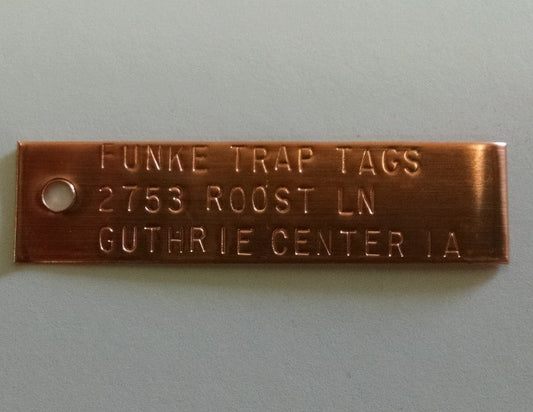 FUNKE TRAP TAGS
2753 ROOST LN
GUTHRIE CENTER IA